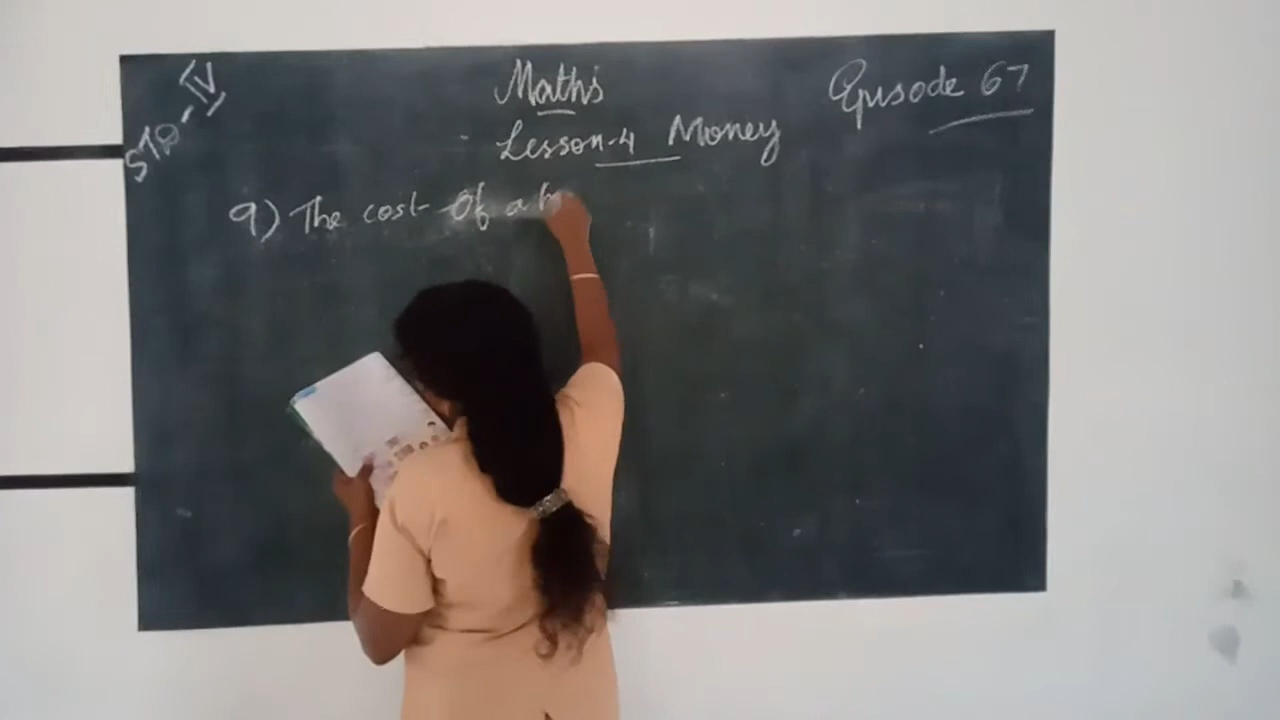 STD - IV
Maths
Episode 67
Lesson-4 Money
9) The cost of a